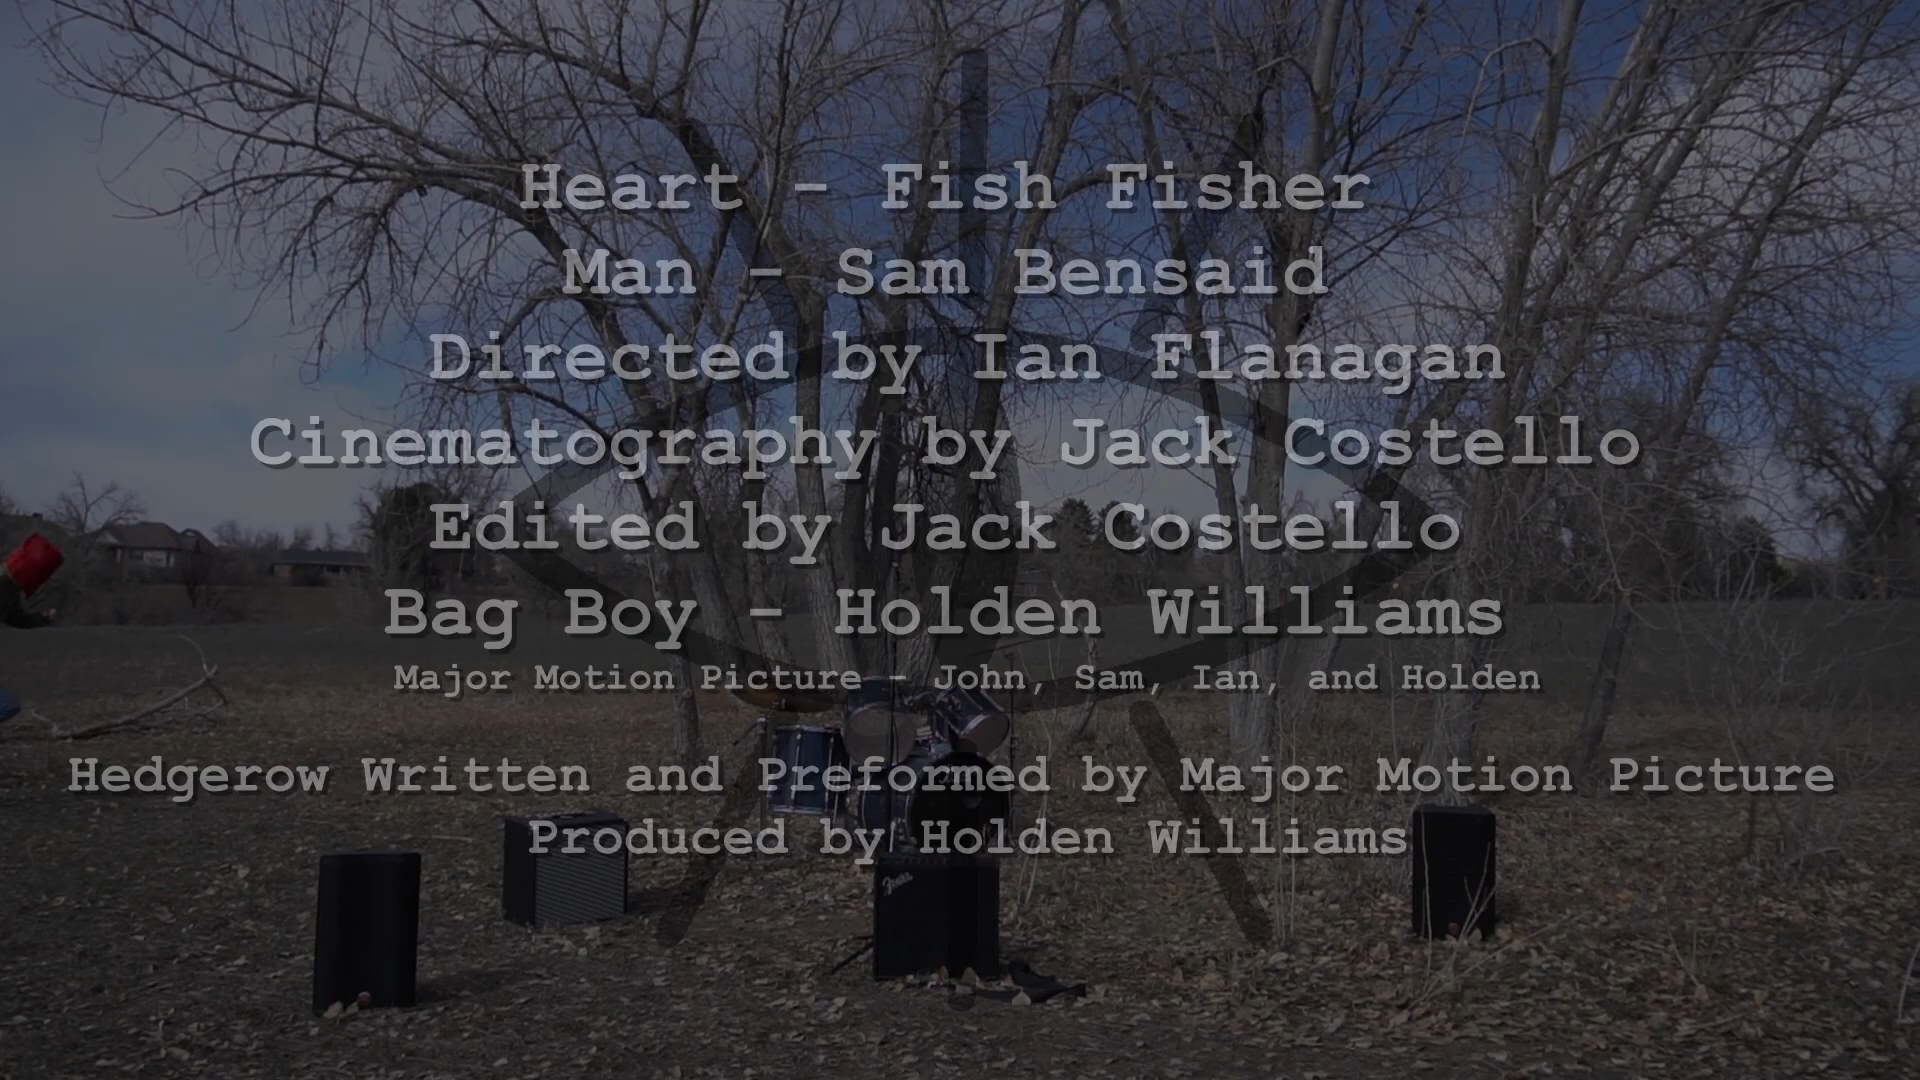 Heart - Fish Fisher
Man - Sam Bensaid
Directed by Ian Flanagan
Cinematography by Jack Costello
Edited by Jack Costello
Bag Boy - Holden Williams
Major Motion Picture - John, Sam, Ian, and Holden
Hedgerow Written and Preformed by Major Motion Picture
Produced by Holden Williams
Fender